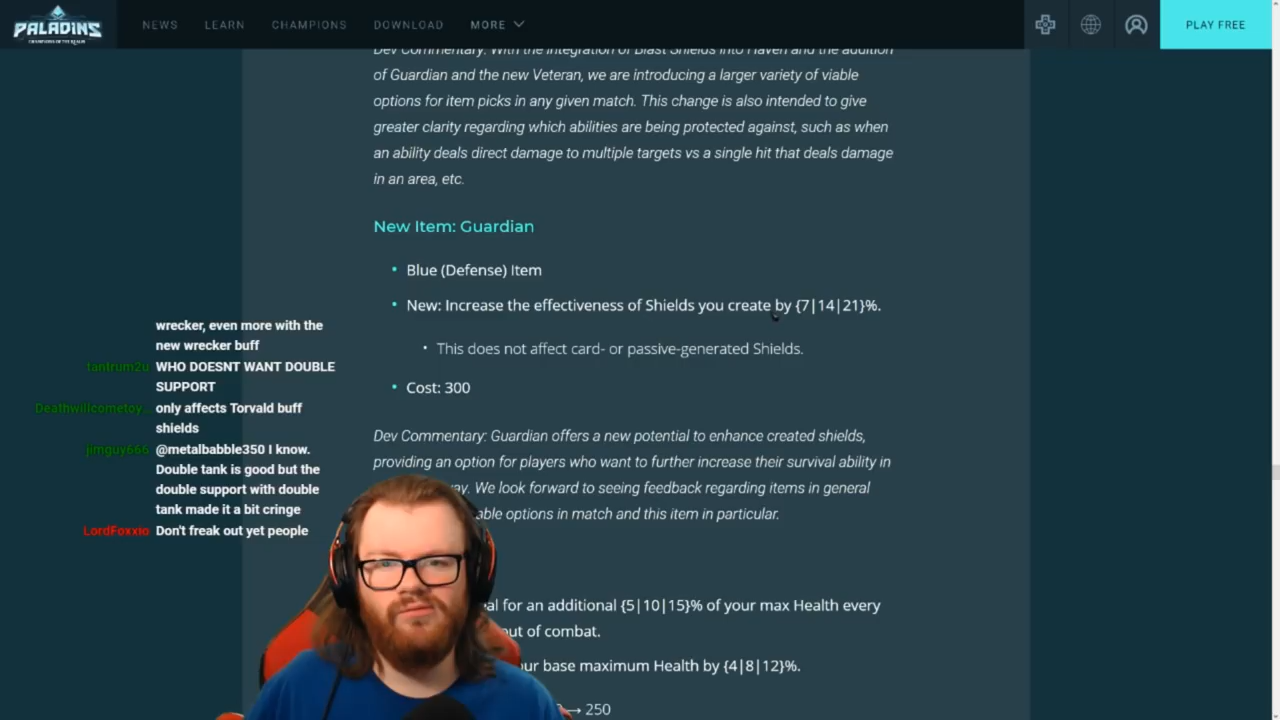 PALADINS
CHAMPIONS OF THE REALM
NEWS
LEARN
CHAMPIONS
DOWNLOAD
MORE
PLAY FREE
Dev Commentary: With the integration of Blast Shields into Haven and the addition
of Guardian and the new Veteran, we are introducing a larger variety of viable
options for item picks in any given match. This change is also intended to give
greater clarity regarding which abilities are being protected against, such as when
an ability deals direct damage to multiple targets vs a single hit that deals damage
in an area, etc.
New Item: Guardian
• Blue (Defense) Item
• New: Increase the effectiveness of Shields you create by {7|14|21}%.
• This does not affect card- or passive-generated Shields.
• Cost: 300
Dev Commentary: Guardian offers a new potential to enhance created shields,
providing an option for players who want to further increase their survival ability in
way. We look forward to seeing feedback regarding items in general
able options in match and this item in particular.
al for an additional {5|10|15}% of your max Health every
out of combat.
ur base maximum Health by {4|8|12}%.
→ 250
wrecker, even more with the
new wrecker buff
tantrum2u WHO DOESNT WANT DOUBLE
SUPPORT
Deathwillcometoy... only affects Torvald buff
shields
jimguy666 @metalbabble350 I know.
Double tank is good but the
double support with double
tank made it a bit cringe
LordFoxxio Don't freak out yet people